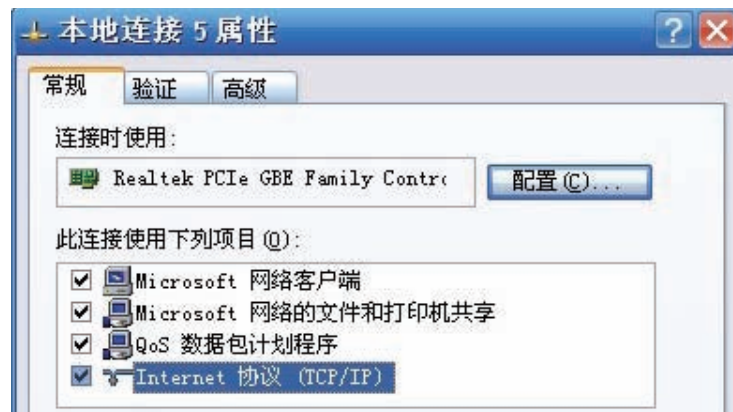 本地连接 5 属性
常规 验证 高级
连接时使用:
Realtek PCIe GBE Family Contr
配置(C)...
此连接使用下列项目(O):
Microsoft 网络客户端
Microsoft 网络的文件和打印机共享
QoS 数据包计划程序
Internet 协议 (TCP/IP)